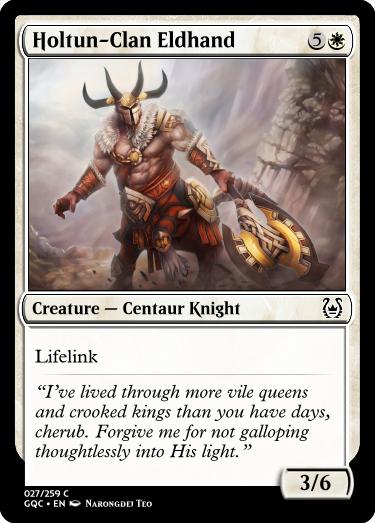 Holtun-Clan Eldhand 5
Creature — Centaur Knight
Lifelink
“I’ve lived through more vile queens
and crooked kings than you have days,
cherub. Forgive me for not galloping
thoughtlessly into His light.”
3/6
027/259 C
GQC • EN Narongdej Teo